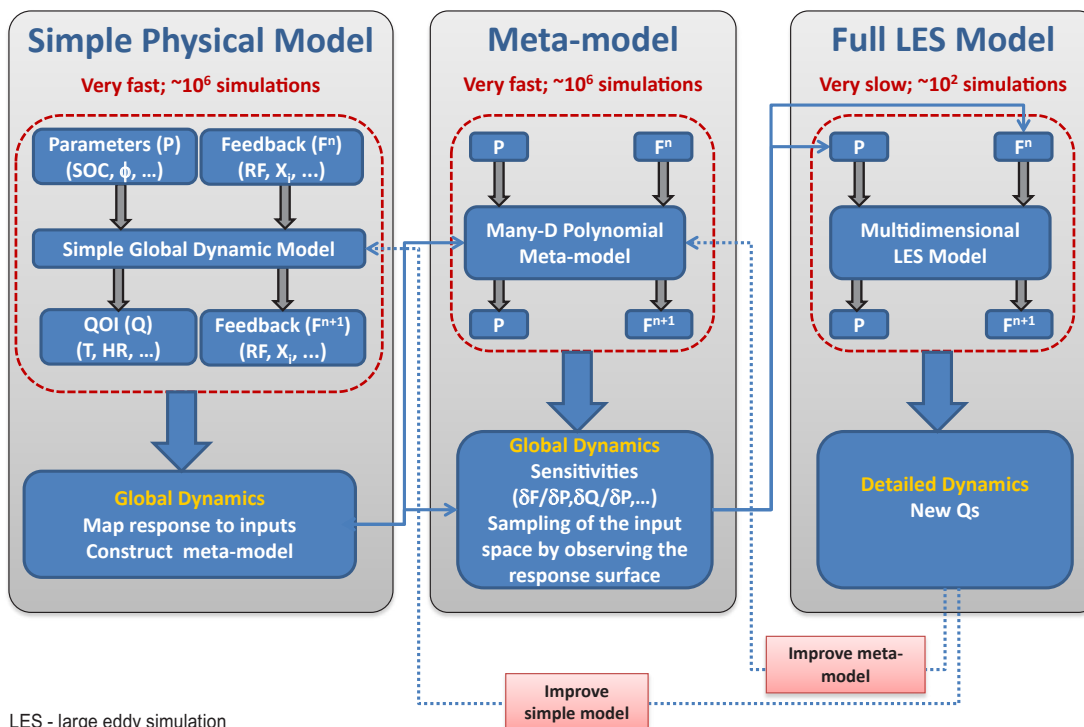 Simple Physical Model
Very fast; ~10⁶ simulations
Parameters (P)
(SOC, ϕ, ...)
Feedback (Fⁿ)
(RF, Xᵢ, ...)
Simple Global Dynamic Model
QOI (Q)
(T, HR, ...)
Feedback (Fⁿ⁺¹)
(RF, Xᵢ, ...)
Global Dynamics
Map response to inputs
Construct meta-model
Meta-model
Very fast; ~10⁶ simulations
P
Fⁿ
Many-D Polynomial
Meta-model
P
Fⁿ⁺¹
Global Dynamics
Sensitivities
(δF/δP,δQ/δP,...)
Sampling of the input
space by observing the
response surface
Full LES Model
Very slow; ~10² simulations
P
Fⁿ
Multidimensional
LES Model
P
Fⁿ⁺¹
Detailed Dynamics
New Qs
Improve meta-
model
Improve
simple model
LES - large eddy simulation